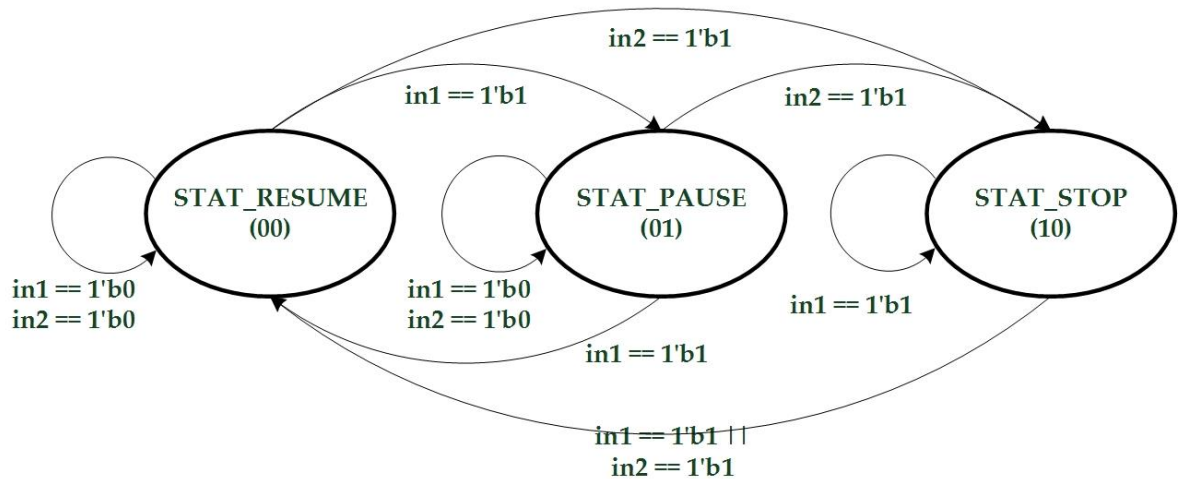 in2 == 1'b1
in1 == 1'b1
in2 == 1'b1
STAT_RESUME
(00)
STAT_PAUSE
(01)
STAT_STOP
(10)
in1 == 1'b0
in2 == 1'b0
in1 == 1'b0
in2 == 1'b0
in1 == 1'b1
in1 == 1'b1
in1 == 1'b1 ||
in2 == 1'b1